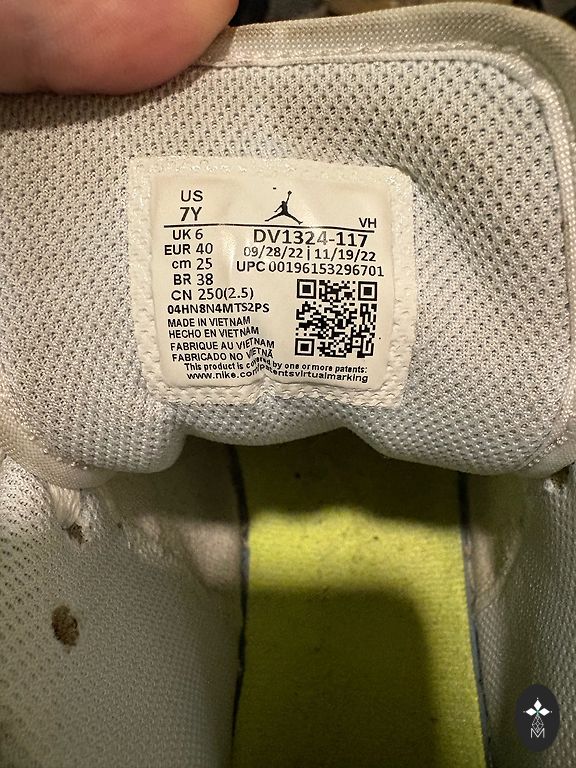 US
7Y
VH
UK 6
EUR 40
cm 25
BR 38
CN 250(2.5)
DV1324-117
09/28/22 | 11/19/22
UPC 00196153296701
04HN8N4MTS2PS
MADE IN VIETNAM
HECHO EN VIETNAM
FABRIQUE AU VIETNAM
FABRICADO NO VIETNÃ
This product is covered by one or more patents:
www.nike.com/patentsvirtualmarking
M